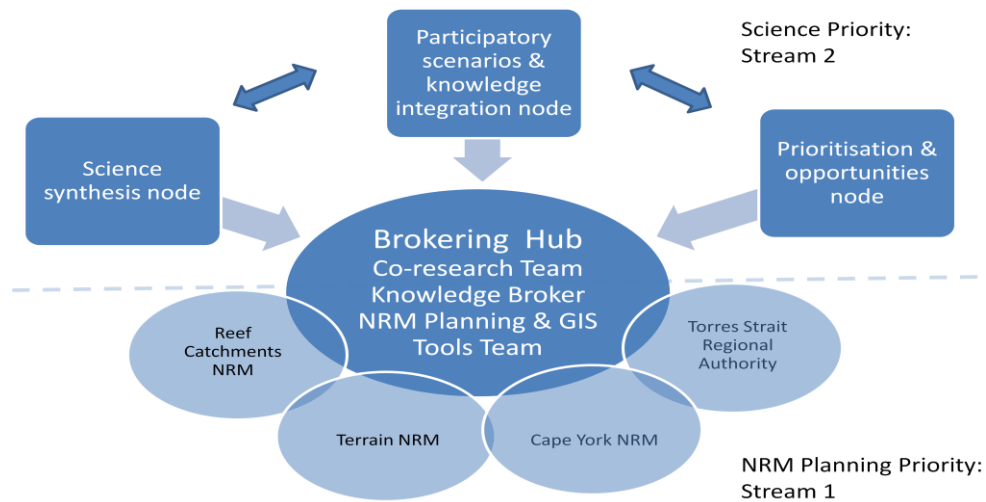 Participatory
scenarios &
knowledge
integration node
Science Priority:
Stream 2
Science
synthesis node
Prioritisation &
opportunities
node
Brokering Hub
Co-research Team
Knowledge Broker
NRM Planning & GIS
Tools Team
Reef
Catchments
NRM
Torres Strait
Regional
Authority
Terrain NRM
Cape York NRM
NRM Planning Priority:
Stream 1